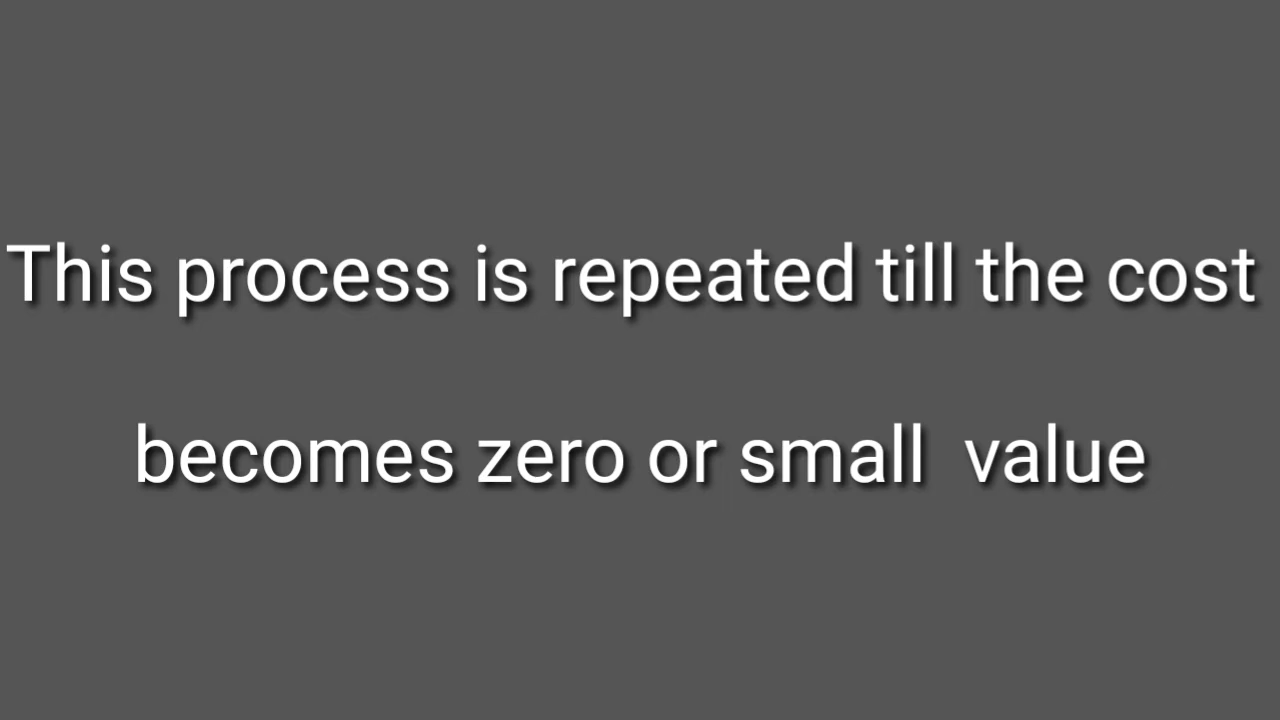 This process is repeated till the cost
becomes zero or small  value